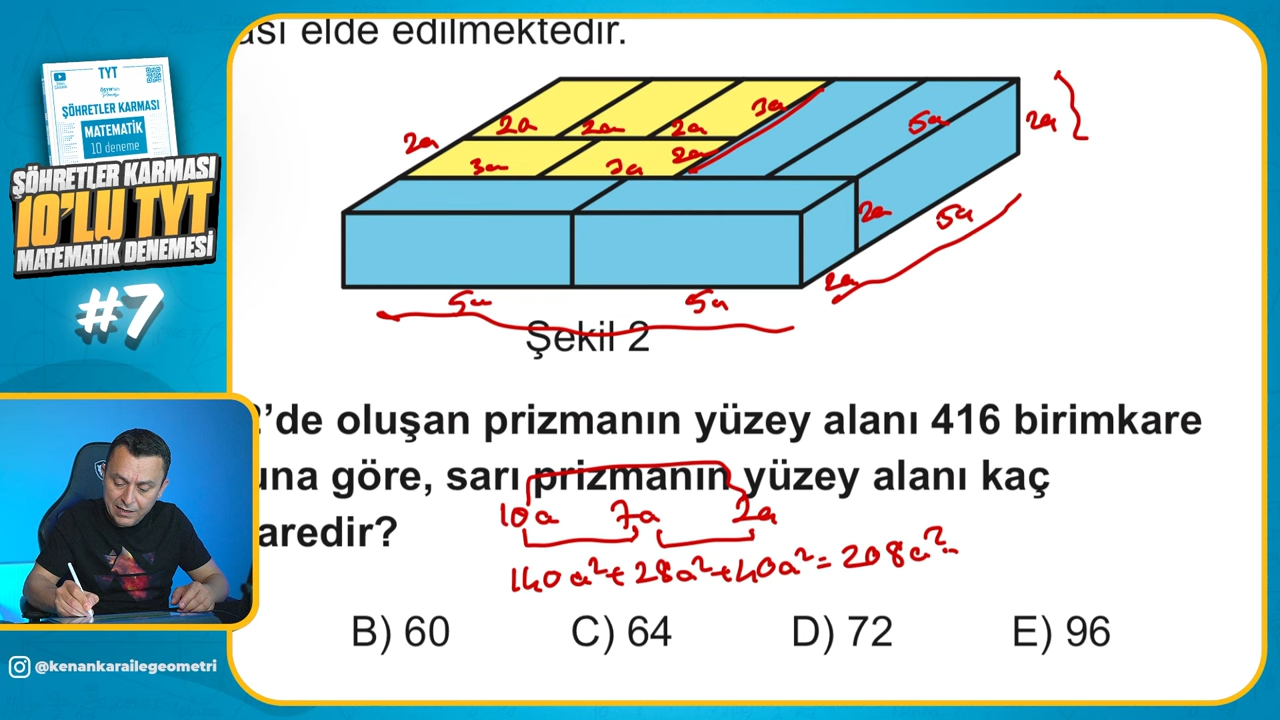 ası elde edilmektedir.
TYT
ŞÖHRETLER KARMASI
MATEMATİK
10 deneme
ŞÖHRETLER KARMASI
10'LU TYT
MATEMATİK DENEMESİ
#7
3a
2a
2a
2a
2a
5a
2a
3a
3a
2a
2a
5a
2a
5a
5a
Şekil 2
2'de oluşan prizmanın yüzey alanı 416 birimkare
una göre, sarı prizmanın yüzey alanı kaç
10a 7a 2a
aredir?
140a²+28a²+40a²=208a²
B) 60 C) 64 D) 72 E) 96
@kenankarailegeometri